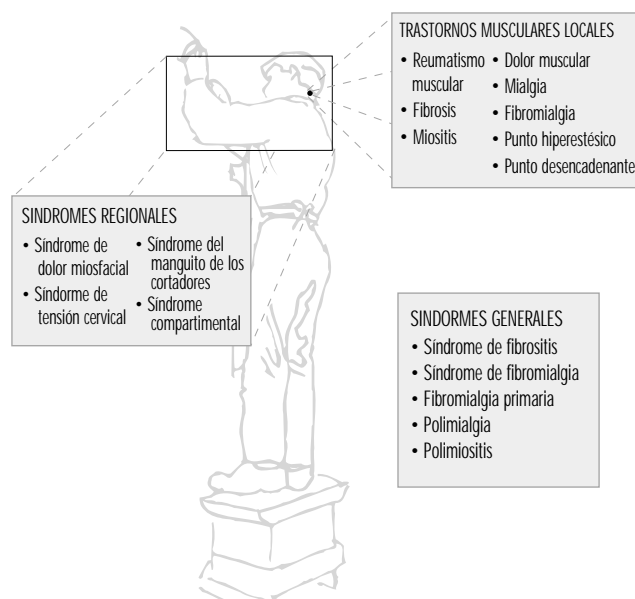 TRASTORNOS MUSCULARES LOCALES
• Reumatismo
muscular
• Fibrosis
• Miositis
• Dolor muscular
• Mialgia
• Fibromialgia
• Punto hiperestésico
• Punto desencadenante
SINDROMES REGIONALES
• Síndrome de
dolor miosfacial
• Síndorme de
tensión cervical
• Síndrome del
manguito de los
cortadores
• Síndrome
compartimental
SINDORMES GENERALES
• Síndrome de fibrositis
• Síndrome de fibromialgia
• Fibromialgia primaria
• Polimialgia
• Polimiositis